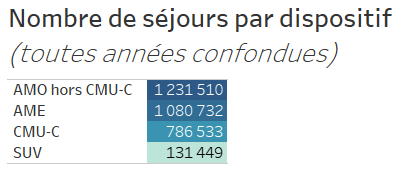 Nombre de séjours par dispositif
(toutes années confondues)
AMO hors CMU-C 1 231 510
AME 1 080 732
CMU-C 786 533
SUV 131 449